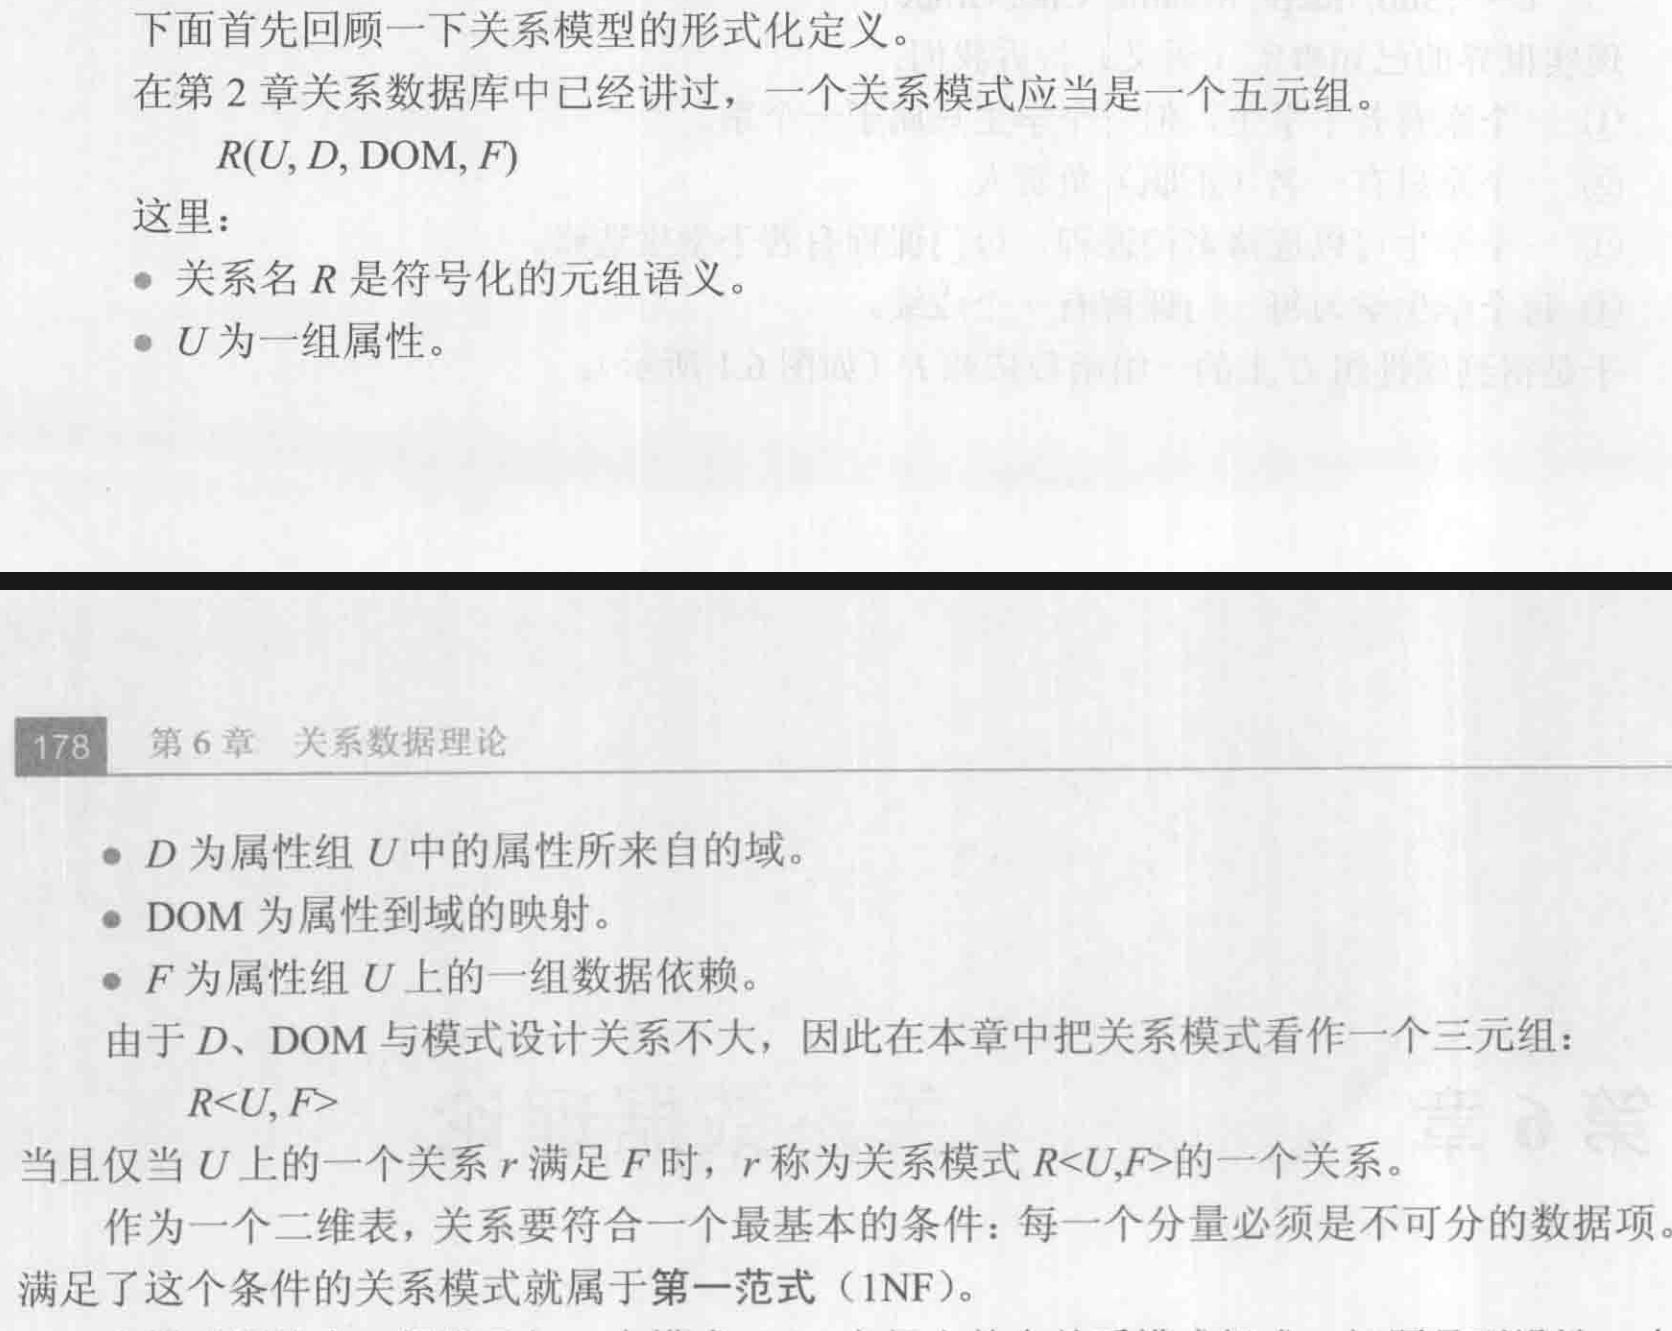 下面首先回顾一下关系模型的形式化定义。
在第 2 章关系数据库中已经讲过，一个关系模式应当是一个五元组。
R(U, D, DOM, F)
这里：
● 关系名 R 是符号化的元组语义。
● U 为一组属性。
178 第 6 章 关系数据理论
● D 为属性组 U 中的属性所来自的域。
● DOM 为属性到域的映射。
● F 为属性组 U 上的一组数据依赖。
由于 D、DOM 与模式设计关系不大，因此在本章中把关系模式看作一个三元组：
R<U, F>
当且仅当 U 上的一个关系 r 满足 F 时，r 称为关系模式 R<U,F>的一个关系。
作为一个二维表，关系要符合一个最基本的条件：每一个分量必须是不可分的数据项。
满足了这个条件的关系模式就属于第一范式（1NF）。